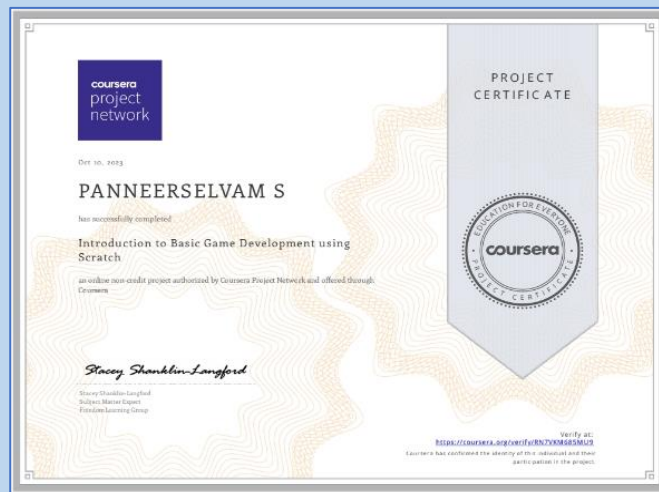 coursera
project
network
Oct 10, 2023
PANNEERSELVAM S
has successfully completed
Introduction to Basic Game Development using
Scratch
an online non-credit project authorized by Coursera Project Network and offered through
Coursera
Stacey Shanklin-Langford
Stacey Shanklin-Langford
Subject Matter Expert
Freedom Learning Group
PROJECT
CERTIFICATE
EDUCATION FOR EVERYONE
coursera
PROJECT CERTIFICATE
Verify at:
Coursera has confirmed the identity of this individual and their
participation in the project.